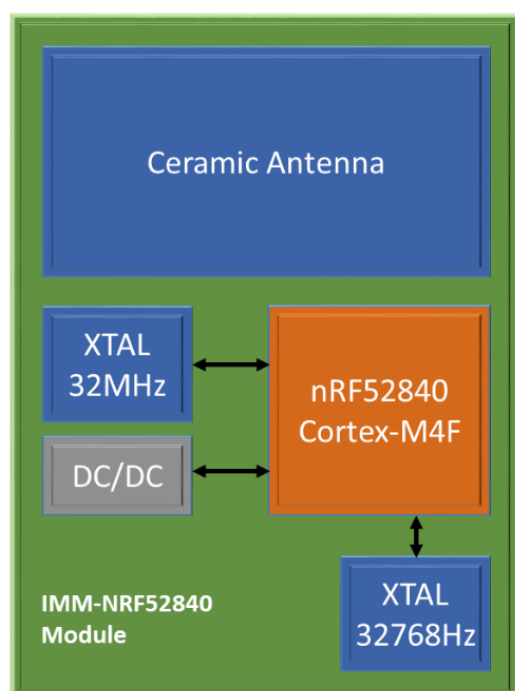 Ceramic Antenna
XTAL
32MHz
nRF52840
Cortex-M4F
DC/DC
IMM-NRF52840
Module
XTAL
32768Hz